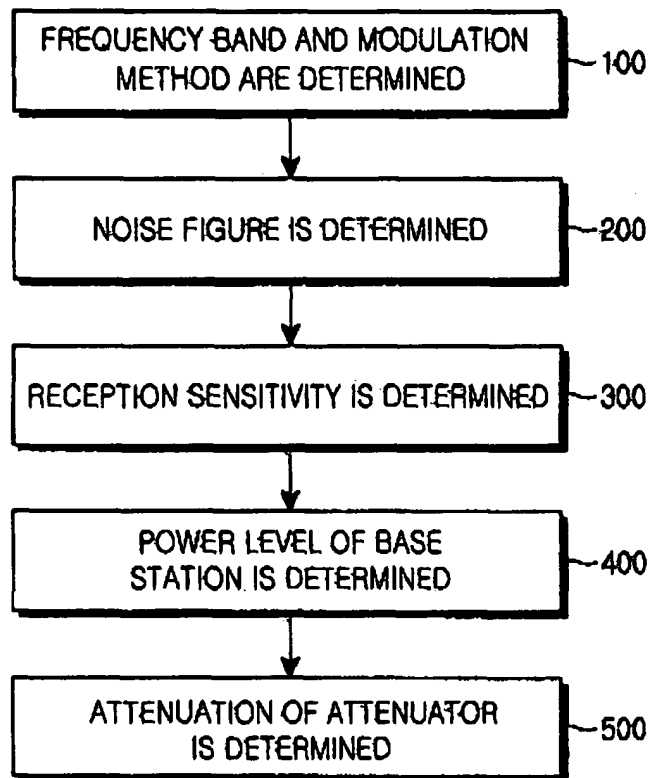 FREQUENCY BAND AND MODULATION
METHOD ARE DETERMINED
100
NOISE FIGURE IS DETERMINED
200
RECEPTION SENSITIVITY IS DETERMINED
300
POWER LEVEL OF BASE
STATION IS DETERMINED
400
ATTENUATION OF ATTENUATOR
IS DETERMINED
500